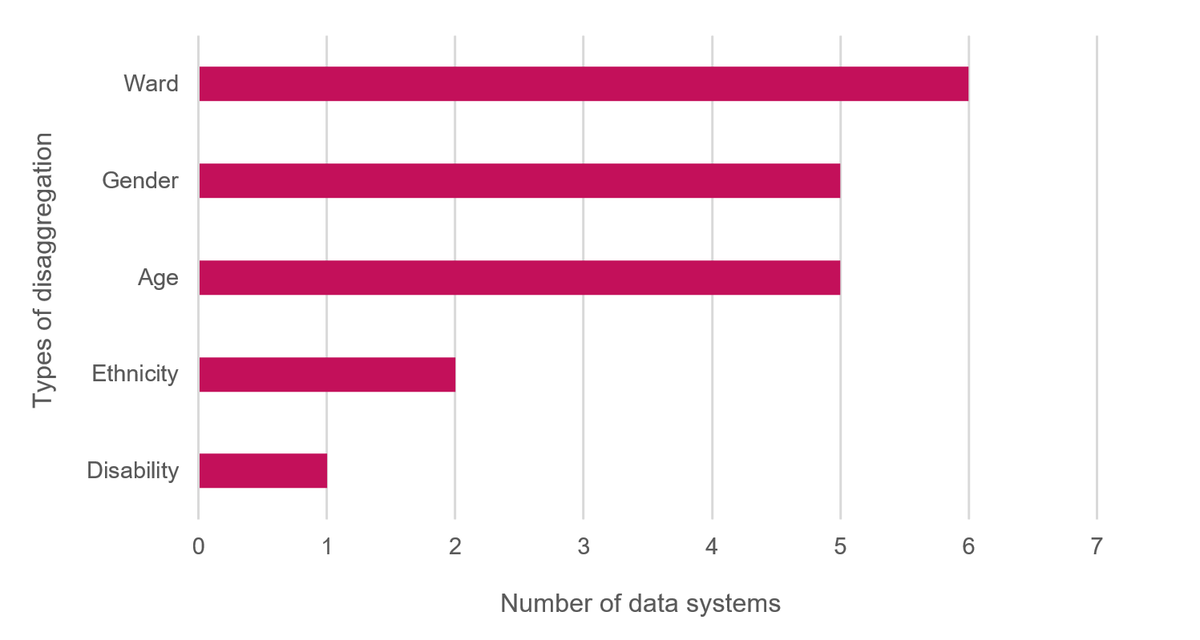 Types of disaggregation
Ward
Gender
Age
Ethnicity
Disability
0 1 2 3 4 5 6 7
Number of data systems